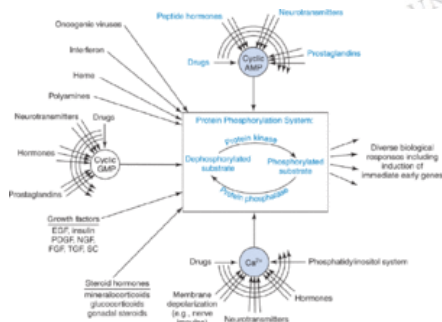 Oncogenic viruses
Interferon
Heme
Polyamines
Peptide hormones
Neurotransmitters
Prostaglandins
Drugs
Cyclic
AMP
Neurotransmitters
Drugs
Hormones
Cyclic
GMP
Prostaglandins
Protein Phosphorylation System:
Protein kinase
Dephosphorylated
substrate
Phosphorylated
substrate
Protein phosphatase
Diverse biological
responses including
induction of
immediate early genes
Growth factors
EGF, insulin
PDGF, NGF,
FGF, TGF, SC
Steroid hormones
mineralocorticoids
glucocorticoids
gonadal steroids
Drugs
Ca²⁺
Phosphatidylinositol system
Membrane
depolarization
(e.g., nerve
Hormones
Neurotransmitters